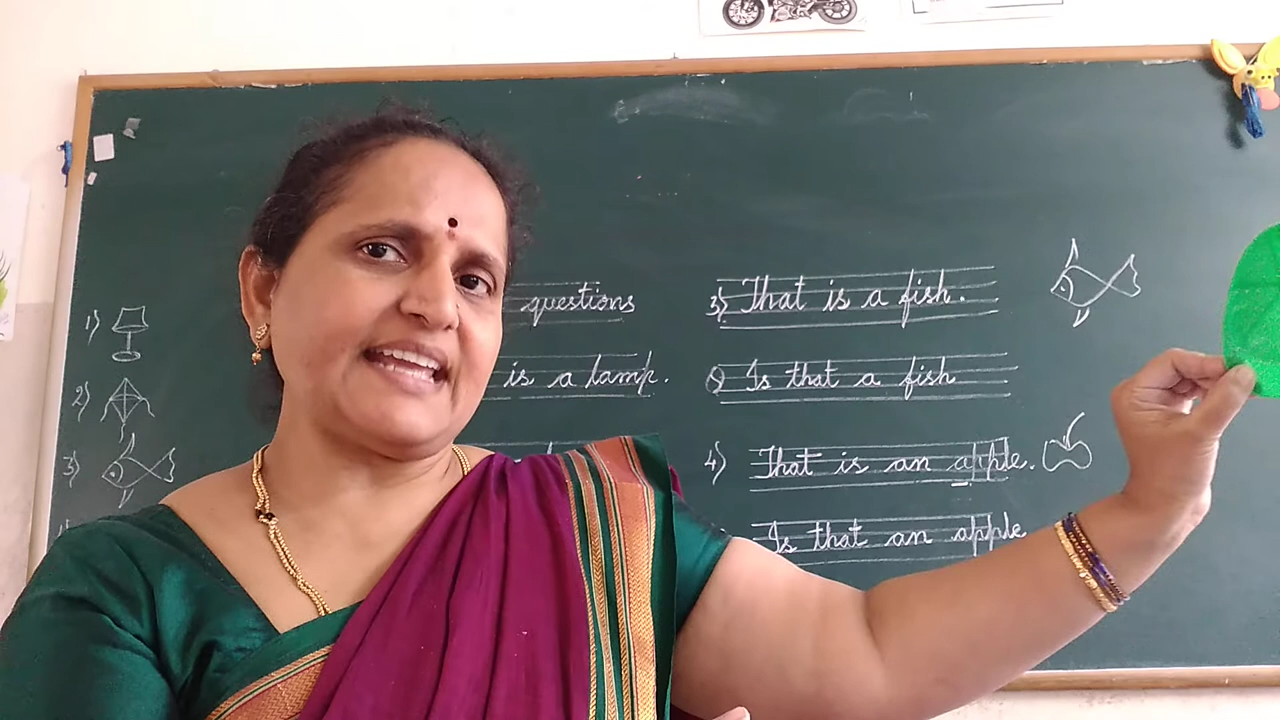 1)
2)
3)
questions
is a lamp.
3) That is a fish.
Q Is that a fish
4) That is an apple.
Is that an apple